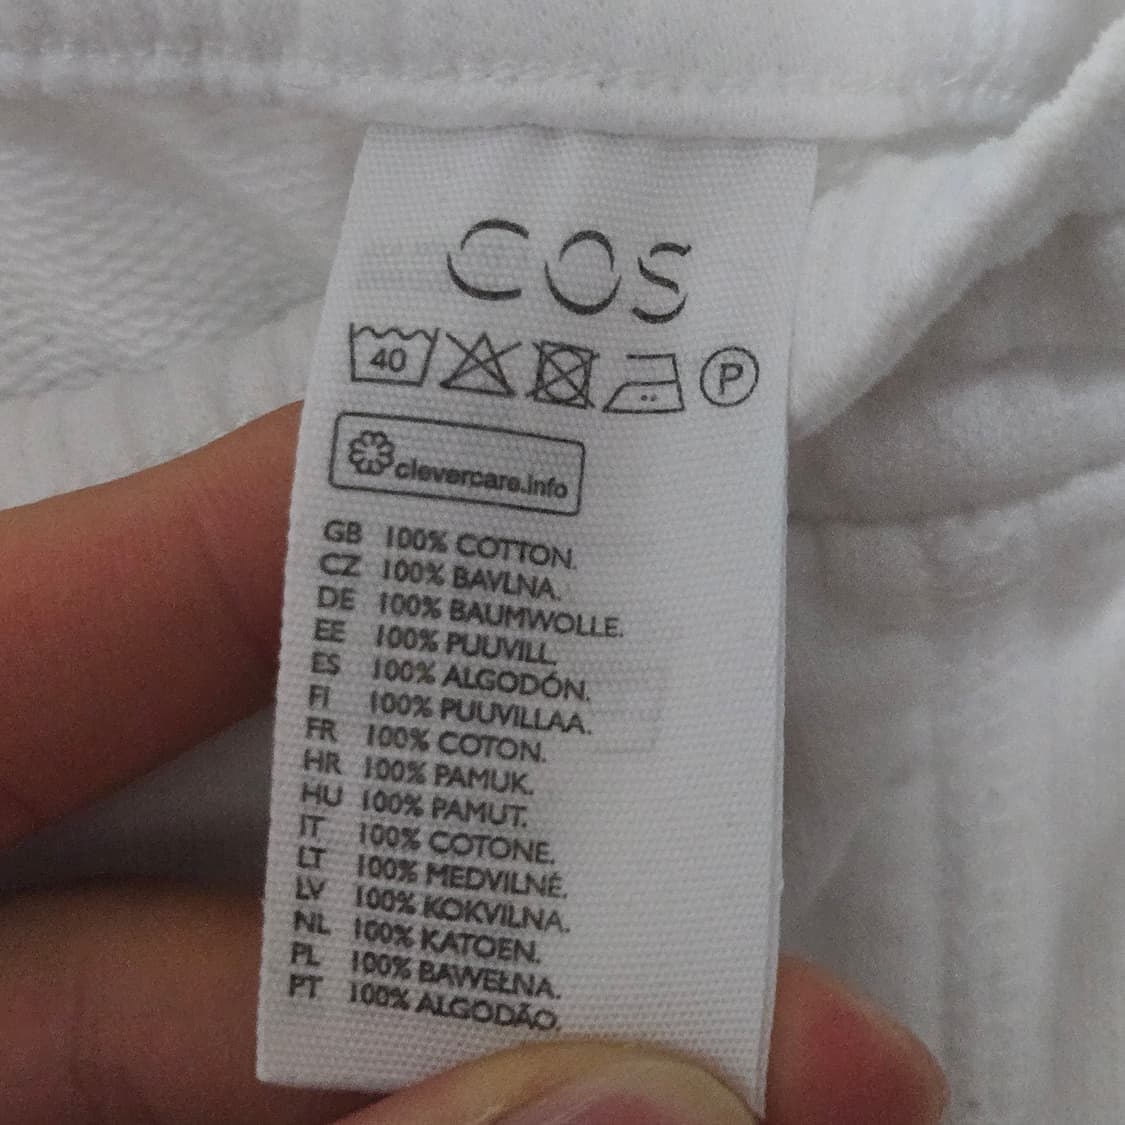 COS
40 P
clevercare.info
GB 100% COTTON.
CZ 100% BAVLNA.
DE 100% BAUMWOLLE.
EE 100% PUUVILL.
ES 100% ALGODÓN.
FI 100% PUUVILLAA.
FR 100% COTON.
HR 100% PAMUK.
HU 100% PAMUT.
IT 100% COTONE.
LT 100% MEDVILNĖ.
LV 100% KOKVILNA.
NL 100% KATOEN.
PL 100% BAWEŁNA.
PT 100% ALGODÃO.